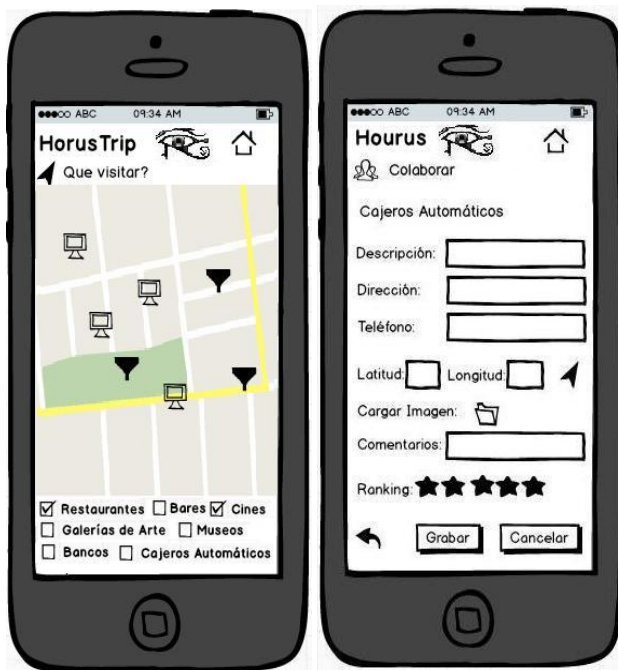 ABC 09:34 AM
HorusTrip
Que visitar?
Restaurantes Bares Cines
Galerías de Arte Museos
Bancos Cajeros Automáticos
ABC 09:34 AM
Hourus
Colaborar
Cajeros Automáticos
Descripción:
Dirección:
Teléfono:
Latitud: Longitud:
Cargar Imagen:
Comentarios:
Ranking:
Grabar Cancelar